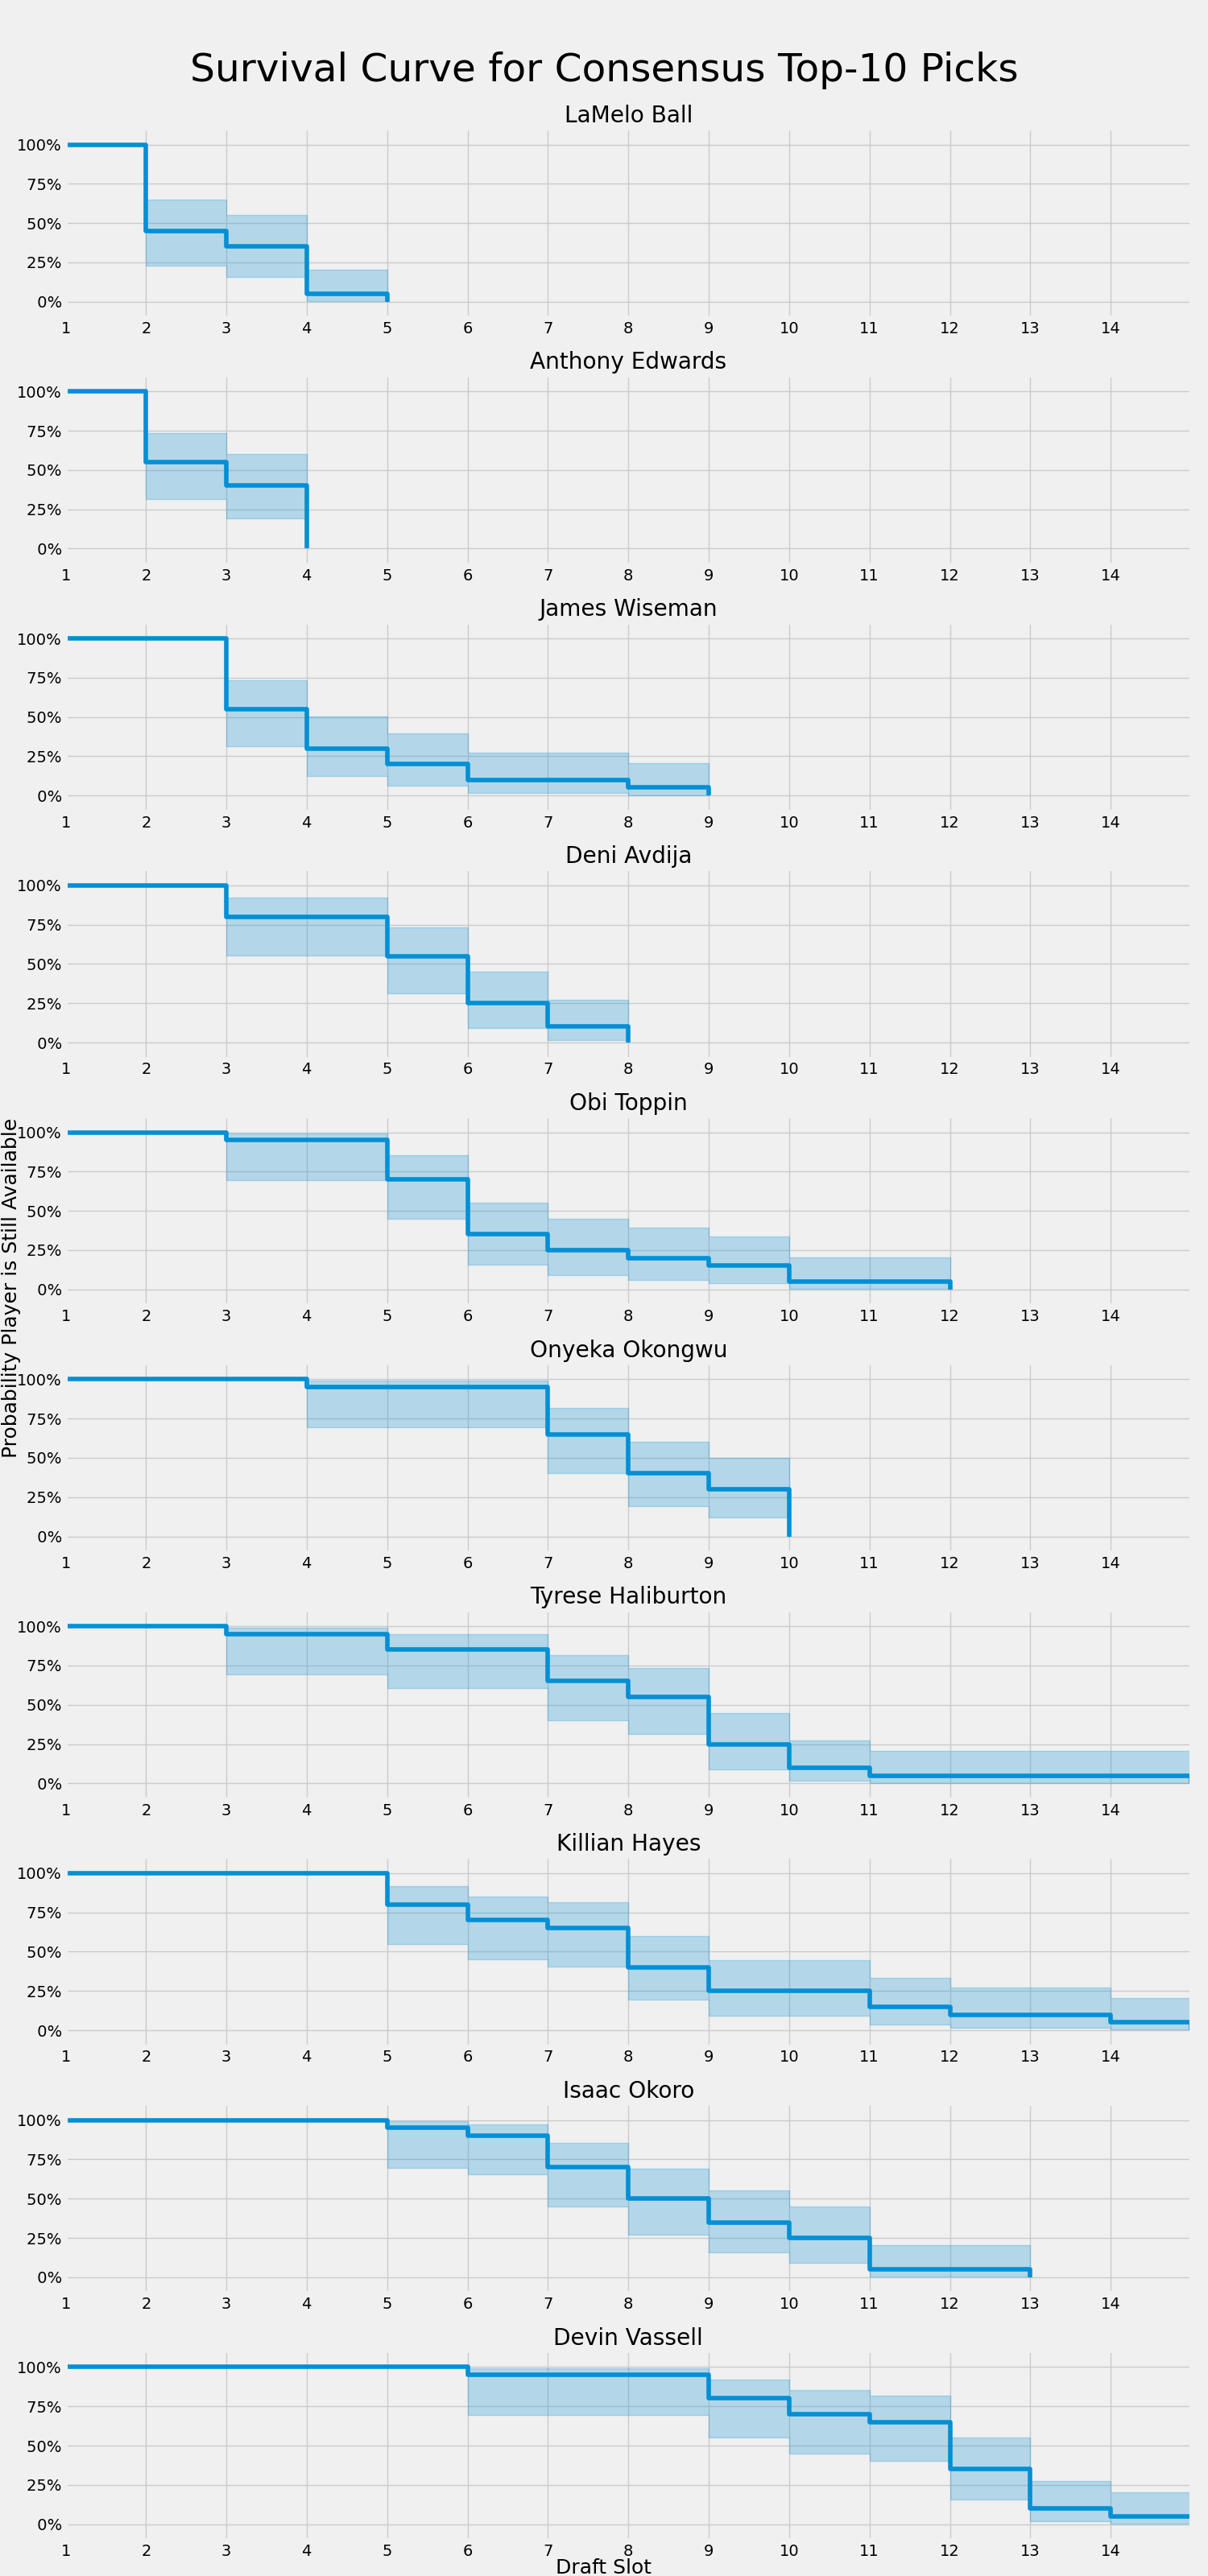 Survival Curve for Consensus Top-10 Picks
LaMelo Ball
100%
75%
50%
25%
0%
1 2 3 4 5 6 7 8 9 10 11 12 13 14
Anthony Edwards
100%
75%
50%
25%
0%
1 2 3 4 5 6 7 8 9 10 11 12 13 14
James Wiseman
100%
75%
50%
25%
0%
1 2 3 4 5 6 7 8 9 10 11 12 13 14
Deni Avdija
100%
75%
50%
25%
0%
1 2 3 4 5 6 7 8 9 10 11 12 13 14
Obi Toppin
100%
75%
50%
25%
0%
1 2 3 4 5 6 7 8 9 10 11 12 13 14
Probability Player is Still Available
Onyeka Okongwu
100%
75%
50%
25%
0%
1 2 3 4 5 6 7 8 9 10 11 12 13 14
Tyrese Haliburton
100%
75%
50%
25%
0%
1 2 3 4 5 6 7 8 9 10 11 12 13 14
Killian Hayes
100%
75%
50%
25%
0%
1 2 3 4 5 6 7 8 9 10 11 12 13 14
Isaac Okoro
100%
75%
50%
25%
0%
1 2 3 4 5 6 7 8 9 10 11 12 13 14
Devin Vassell
100%
75%
50%
25%
0%
1 2 3 4 5 6 7 8 9 10 11 12 13 14
Draft Slot